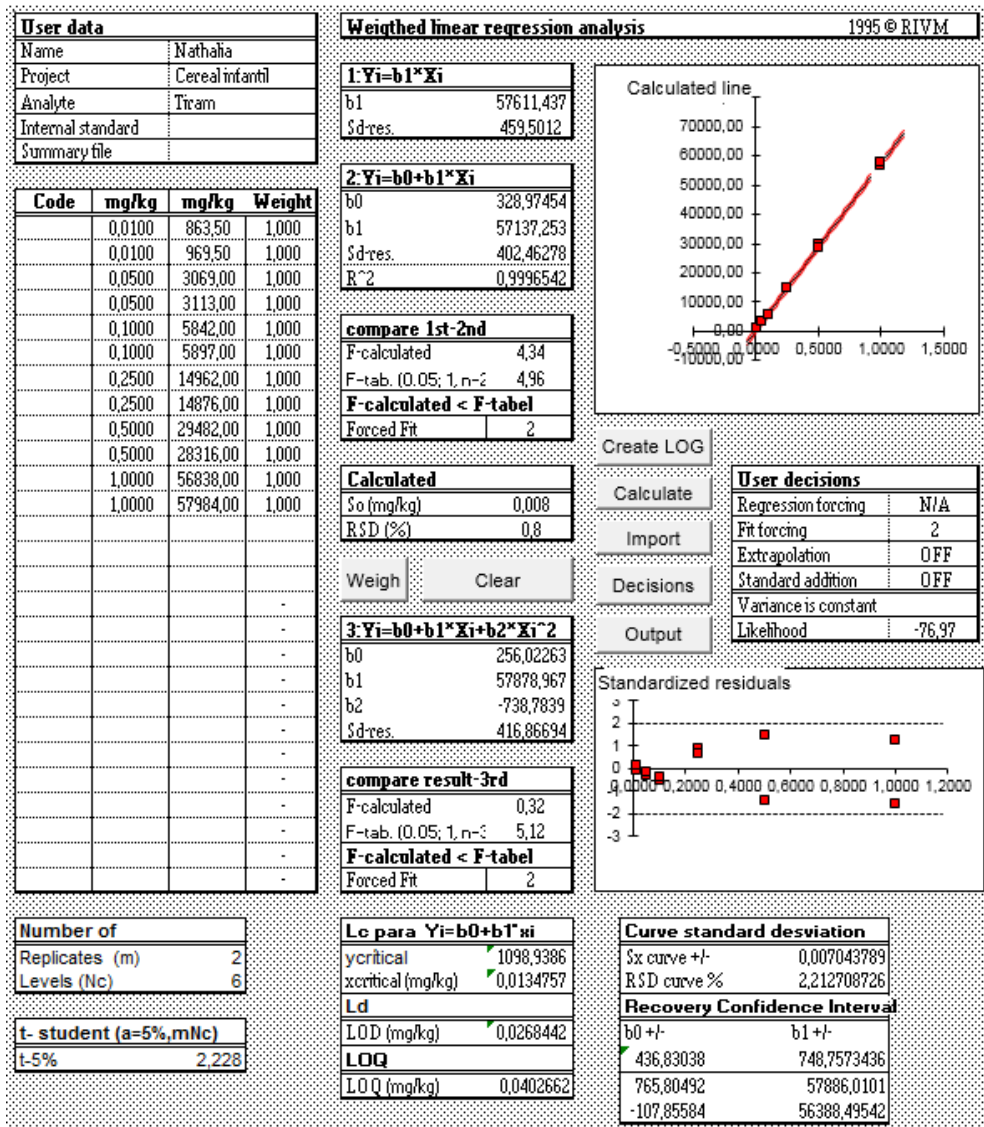 User data
Name Nathalia
Project Cereal infantil
Analyte Tiram
Internal standard
Summary file
Code mg/kg mg/kg Weight
0,0100 863,50 1,000
0,0100 969,50 1,000
0,0500 3069,00 1,000
0,0500 3113,00 1,000
0,1000 5842,00 1,000
0,1000 5897,00 1,000
0,2500 14962,00 1,000
0,2500 14876,00 1,000
0,5000 29482,00 1,000
0,5000 28316,00 1,000
1,0000 56838,00 1,000
1,0000 57984,00 1,000
-
-
-
-
-
-
-
-
-
-
-
-
Number of
Replicates (m) 2
Levels (Nc) 6
t- student (a=5%,mNc)
t-5% 2,228
Weigthed linear regression analysis 1995 © RIVM
1:Yi=b1*Xi
b1 57611,437
Sd-res. 459,5012
2:Yi=b0+b1*Xi
b0 328,97454
b1 57137,253
Sd-res. 402,46278
R^2 0,9996542
compare 1st-2nd
F-calculated 4,34
F-tab. (0.05; 1, n-2 4,96
F-calculated < F-tabel
Forced Fit 2
Calculated
So (mg/kg) 0,008
RSD (%) 0,8
Weigh Clear
3:Yi=b0+b1*Xi+b2*Xi^2
b0 256,02263
b1 57878,967
b2 -738,7839
Sd-res. 416,86694
compare result-3rd
F-calculated 0,32
F-tab. (0.05; 1, n-3 5,12
F-calculated < F-tabel
Forced Fit 2
Lc para Yi=b0+b1*xi
ycrítical 1098,9386
xcritical (mg/kg) 0,0134757
Ld
LOD (mg/kg) 0,0268442
LOQ
LOQ (mg/kg) 0,0402662
Calculated line
70000,00
60000,00
50000,00
40000,00
30000,00
20000,00
10000,00
0,00
-10000,00
-0,5000 0,0000 0,5000 1,0000 1,5000
Create LOG
Calculate
Import
Decisions
Output
User decisions
Regression forcing N/A
Fit forcing 2
Extrapolation OFF
Standard addition OFF
Variance is constant
Likelihood -76,97
Standardized residuals
3
2
1
0
-1
-2
-3
0,0000 0,2000 0,4000 0,6000 0,8000 1,0000 1,2000
Curve standard desviation
Sx curve +/- 0,007043789
RSD curve % 2,212708726
Recovery Confidence Interval
b0 +/- b1 +/-
436,83038 748,7573436
765,80492 57886,0101
-107,85584 56388,49542